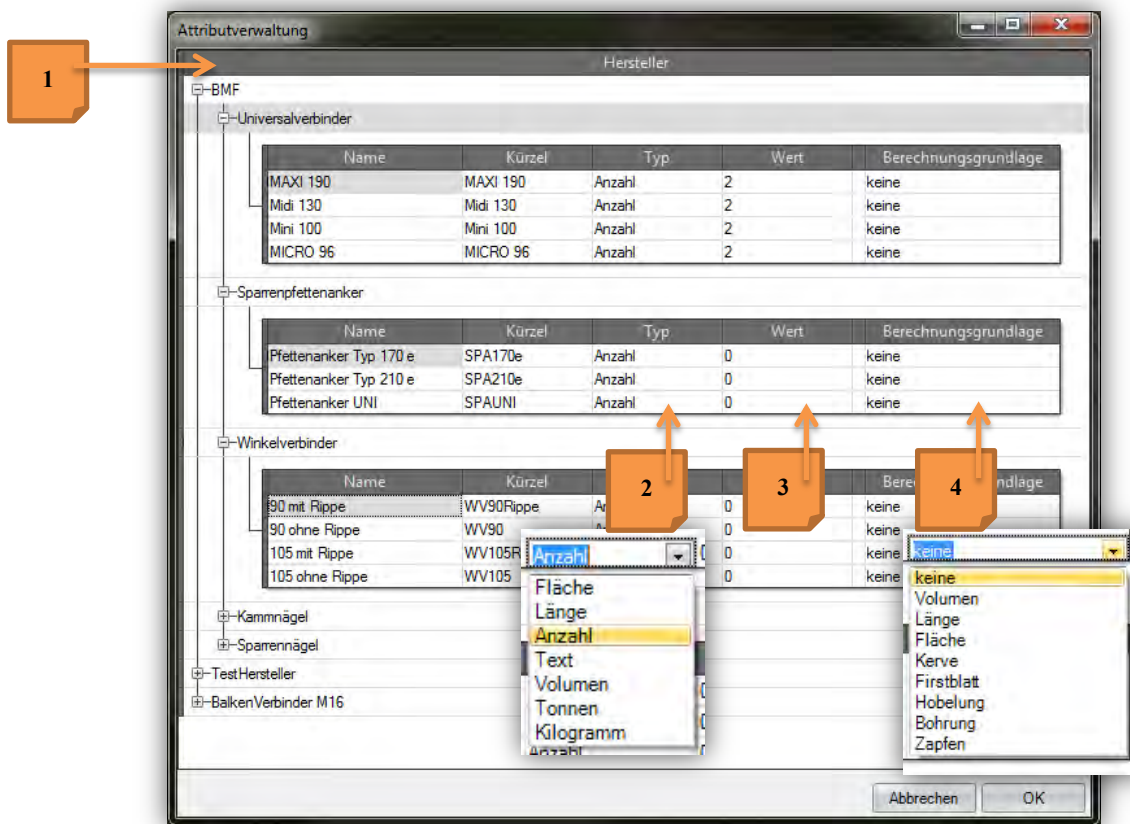 Attributverwaltung
1
Hersteller
BMF
Universalverbinder
Name Kürzel Typ Wert Berechnungsgrundlage
MAXI 190 MAXI 190 Anzahl 2 keine
Midi 130 Midi 130 Anzahl 2 keine
Mini 100 Mini 100 Anzahl 2 keine
MICRO 96 MICRO 96 Anzahl 2 keine
Sparrenpfettenanker
Name Kürzel Typ Wert Berechnungsgrundlage
Pfettenanker Typ 170 e SPA170e Anzahl 0 keine
Pfettenanker Typ 210 e SPA210e Anzahl 0 keine
Pfettenanker UNI SPAUNI Anzahl 0 keine
Winkelverbinder
2
3
4
Name Kürzel
90 mit Rippe WV90Rippe 0 keine
90 ohne Rippe WV90 0 keine
105 mit Rippe WV105R 0 keine
105 ohne Rippe WV105 0 keine
Kammnägel
Sparrennägel
TestHersteller
BalkenVerbinder M16
Anzahl
Fläche
Länge
Anzahl
Text
Volumen
Tonnen
Kilogramm
Anzahl
keine
keine
Volumen
Länge
Fläche
Kerve
Firstblatt
Hobelung
Bohrung
Zapfen
Abbrechen OK